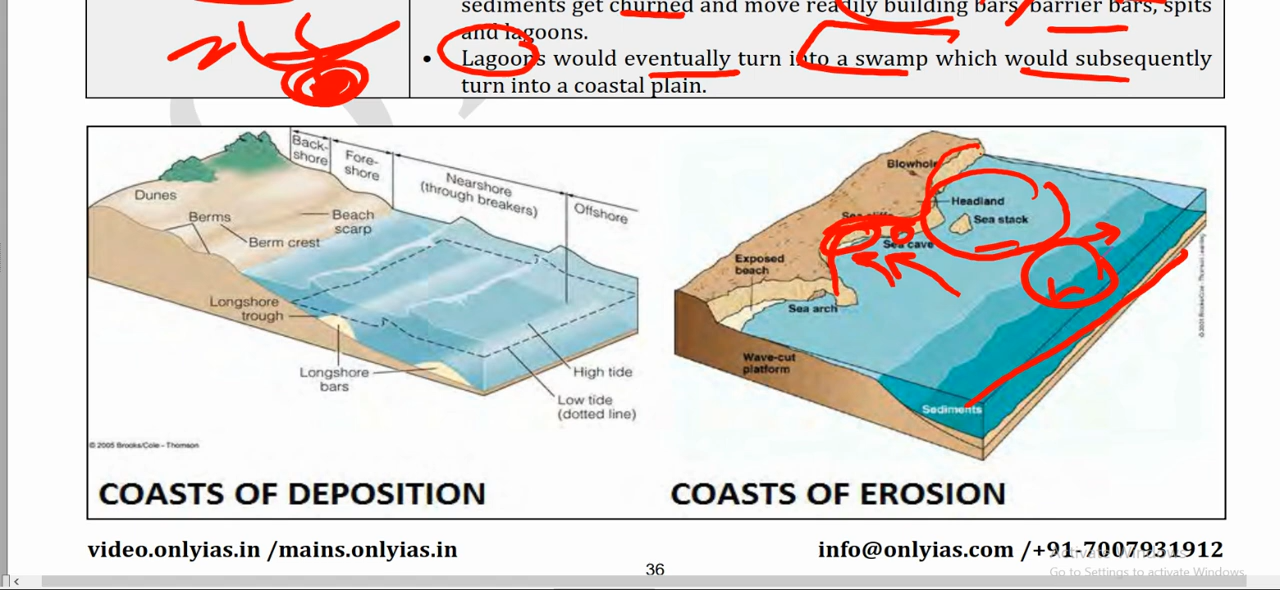 sediments get churned and move readily building bars, barrier bars, spits
and lagoons.
• Lagoons would eventually turn into a swamp which would subsequently
turn into a coastal plain.
Back-
shore
Fore-
shore
Nearshore
(through breakers)
Offshore
Dunes
Berms
Beach
scarp
Berm crest
Longshore
trough
Longshore
bars
High tide
Low tide
(dotted line)
© 2005 Brooks/Cole - Thomson
COASTS OF DEPOSITION
Blowhole
Headland
Sea stack
Sea cliffs
Sea cave
Exposed
beach
Sea arch
Wave-cut
platform
Sediments
COASTS OF EROSION
video.onlyias.in /mains.onlyias.in
info@onlyias.com /+91-7007931912
Activate Windows
Go to Settings to activate Windows.
36